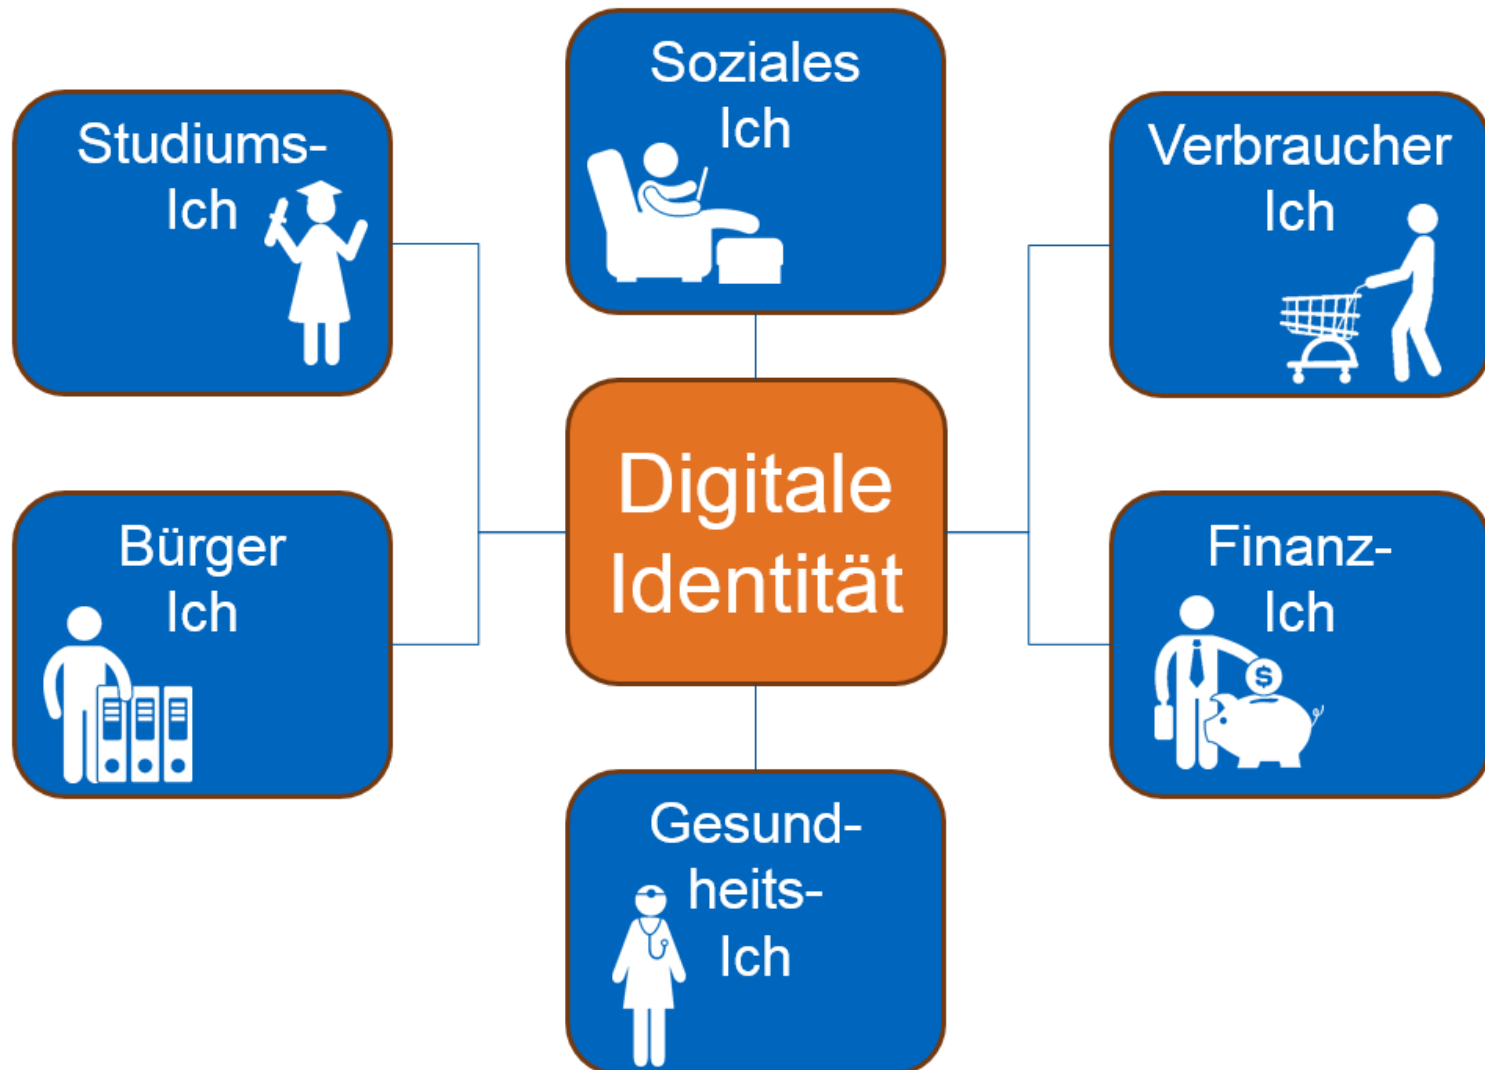 Soziales
Ich
Studiums-
Ich
Verbraucher
Ich
Digitale
Identität
Bürger
Ich
Finanz-
Ich
$
Gesund-
heits-
Ich